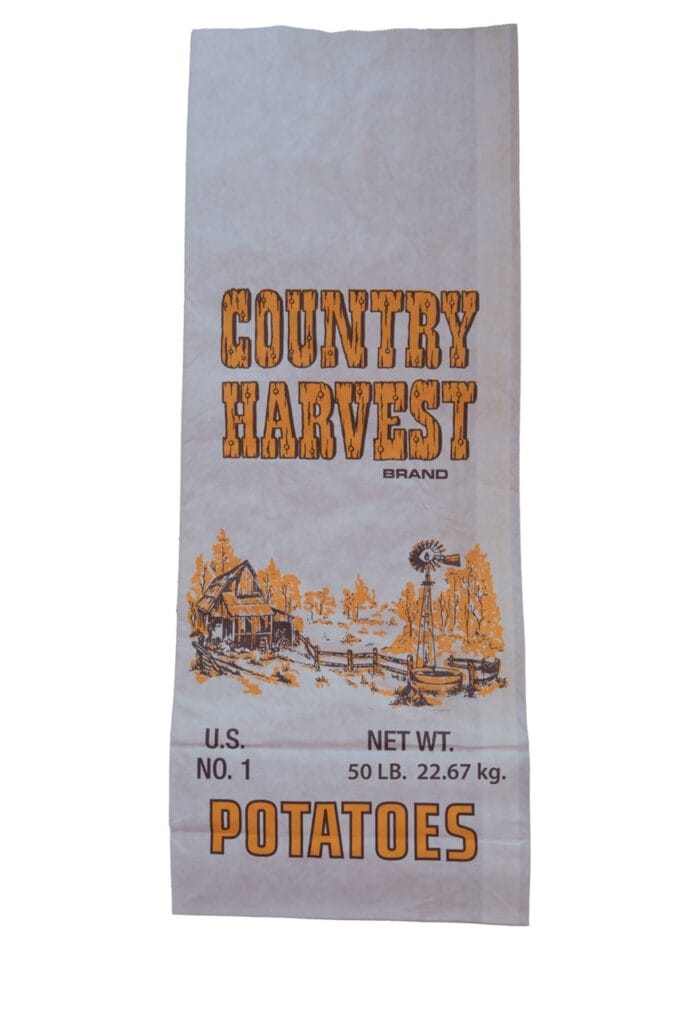 COUNTRY
HARVEST
BRAND
U.S. NET WT.
NO. 1 50 LB. 22.67 kg.
POTATOES